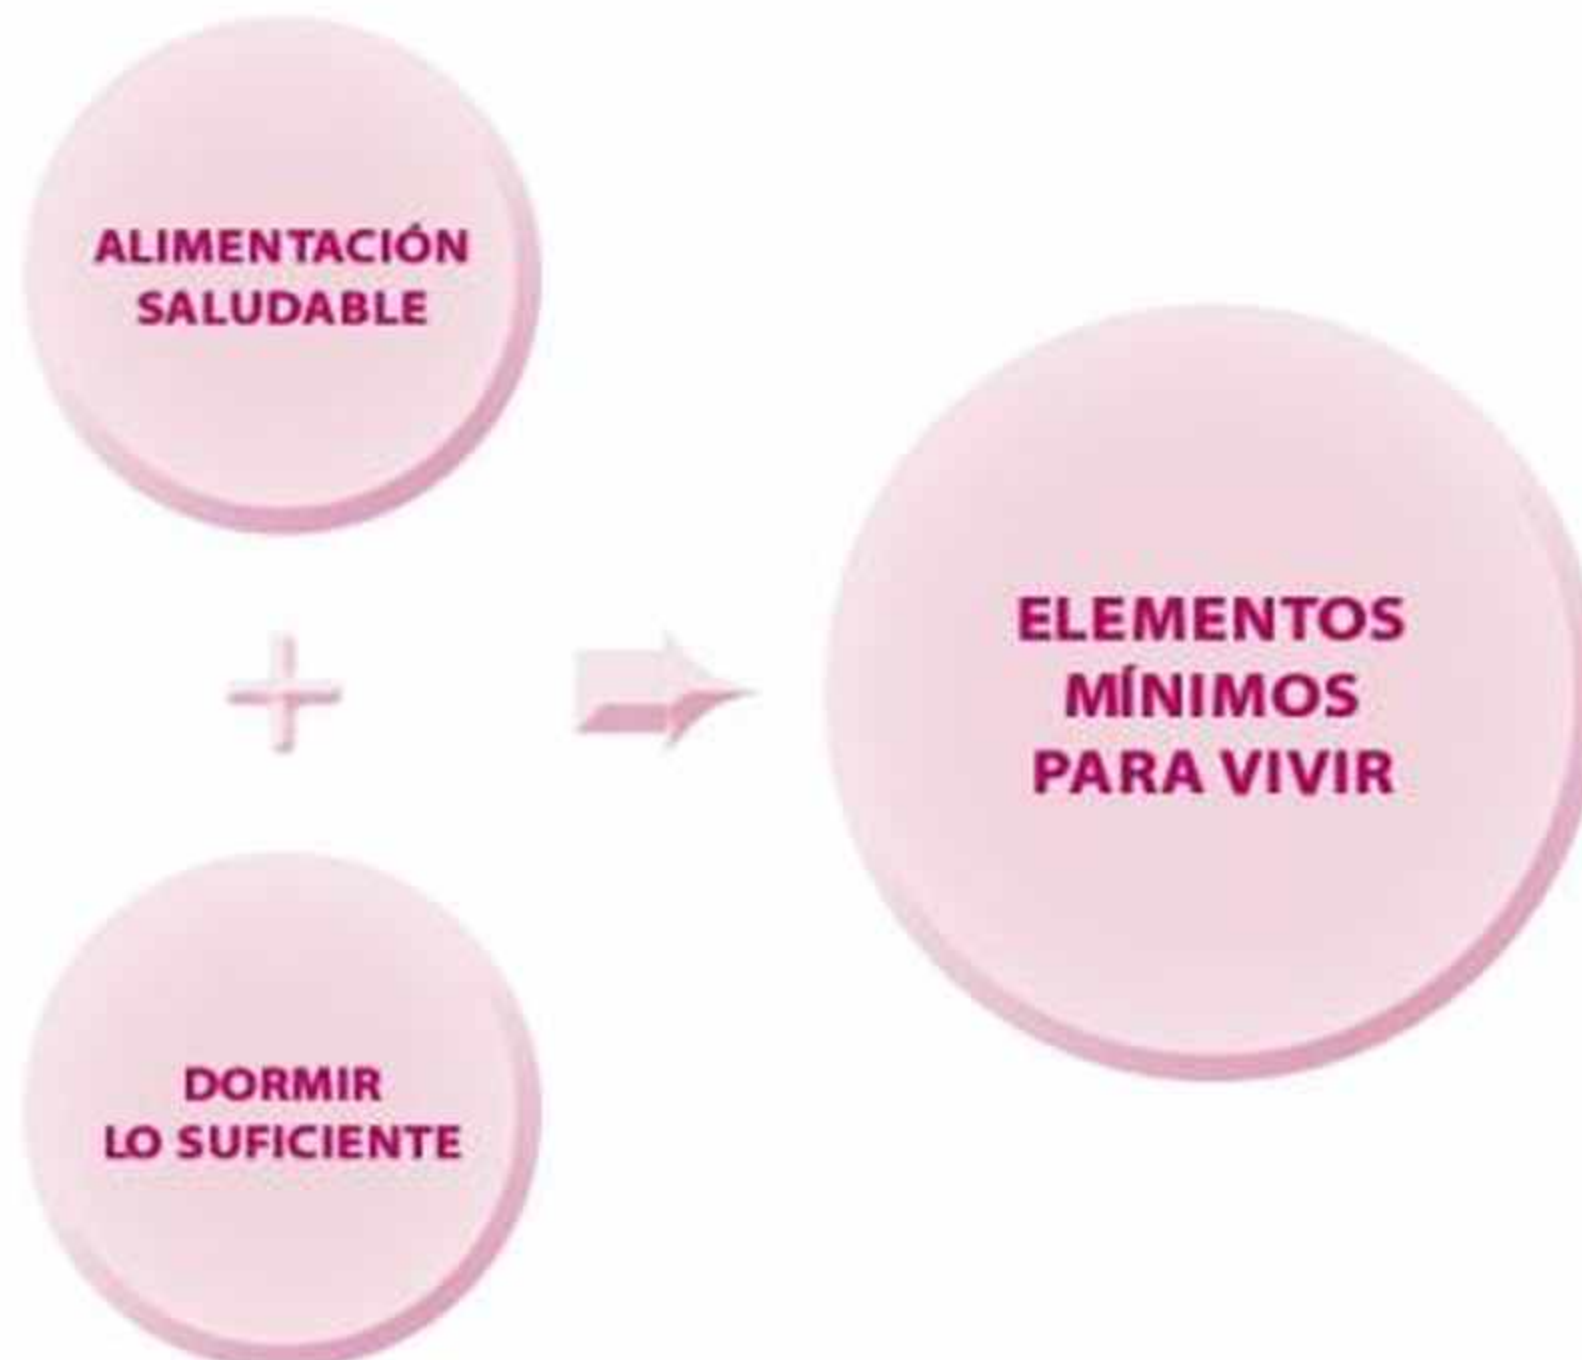 ALIMENTACIÓN
SALUDABLE
+
DORMIR
LO SUFICIENTE
ELEMENTOS
MÍNIMOS
PARA VIVIR